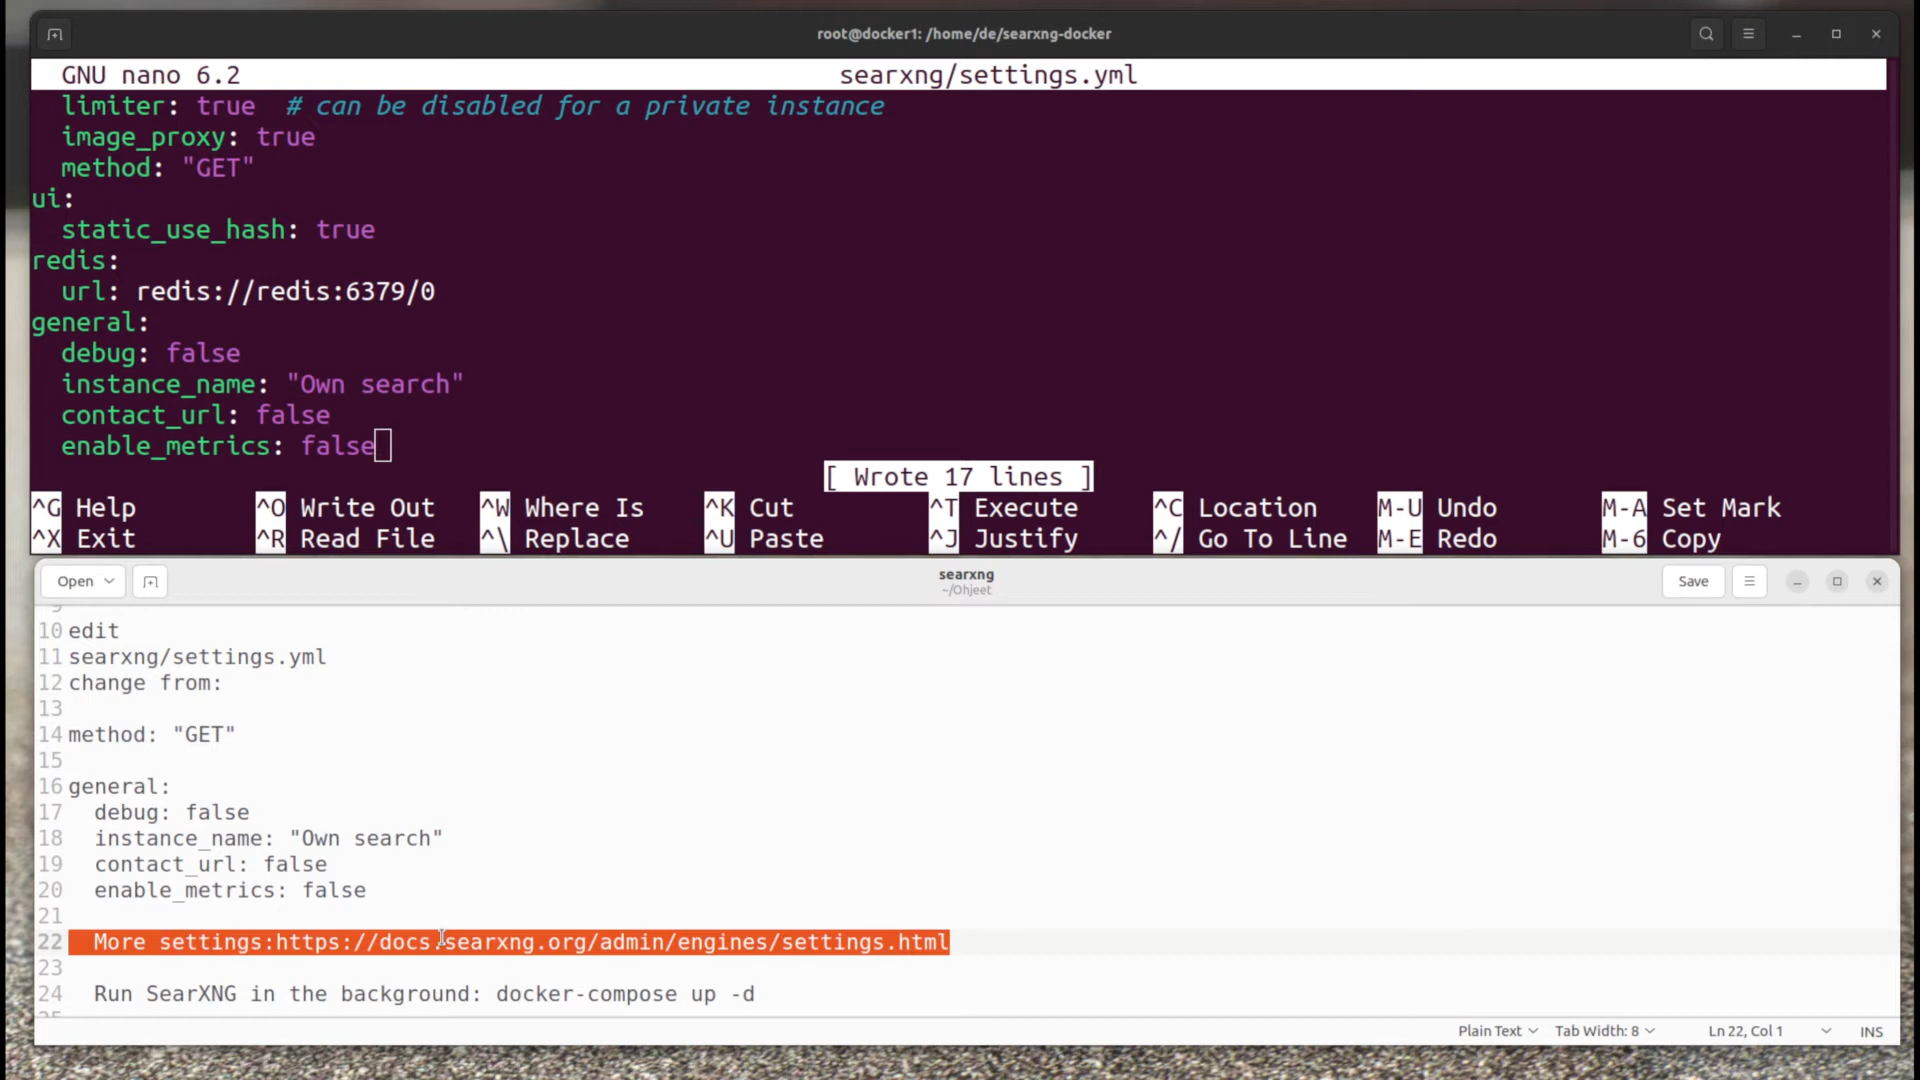 root@docker1: /home/de/searxng-docker
GNU nano 6.2 searxng/settings.yml
limiter: true # can be disabled for a private instance
image_proxy: true
method: "GET"
ui:
static_use_hash: true
redis:
url: redis://redis:6379/0
general:
debug: false
instance_name: "Own search"
contact_url: false
enable_metrics: false
[ Wrote 17 lines ]
^G Help ^O Write Out ^W Where Is ^K Cut ^T Execute ^C Location M-U Undo M-A Set Mark
^X Exit ^R Read File ^\ Replace ^U Paste ^J Justify ^/ Go To Line M-E Redo M-6 Copy
Open searxng Save
~/Ohjeet
9
10 edit
11 searxng/settings.yml
12 change from:
13
14 method: "GET"
15
16 general:
17 debug: false
18 instance_name: "Own search"
19 contact_url: false
20 enable_metrics: false
21
22 More settings:https://docs.searxng.org/admin/engines/settings.html
23
24 Run SearXNG in the background: docker-compose up -d
25
Plain Text Tab Width: 8 Ln 22, Col 1 INS